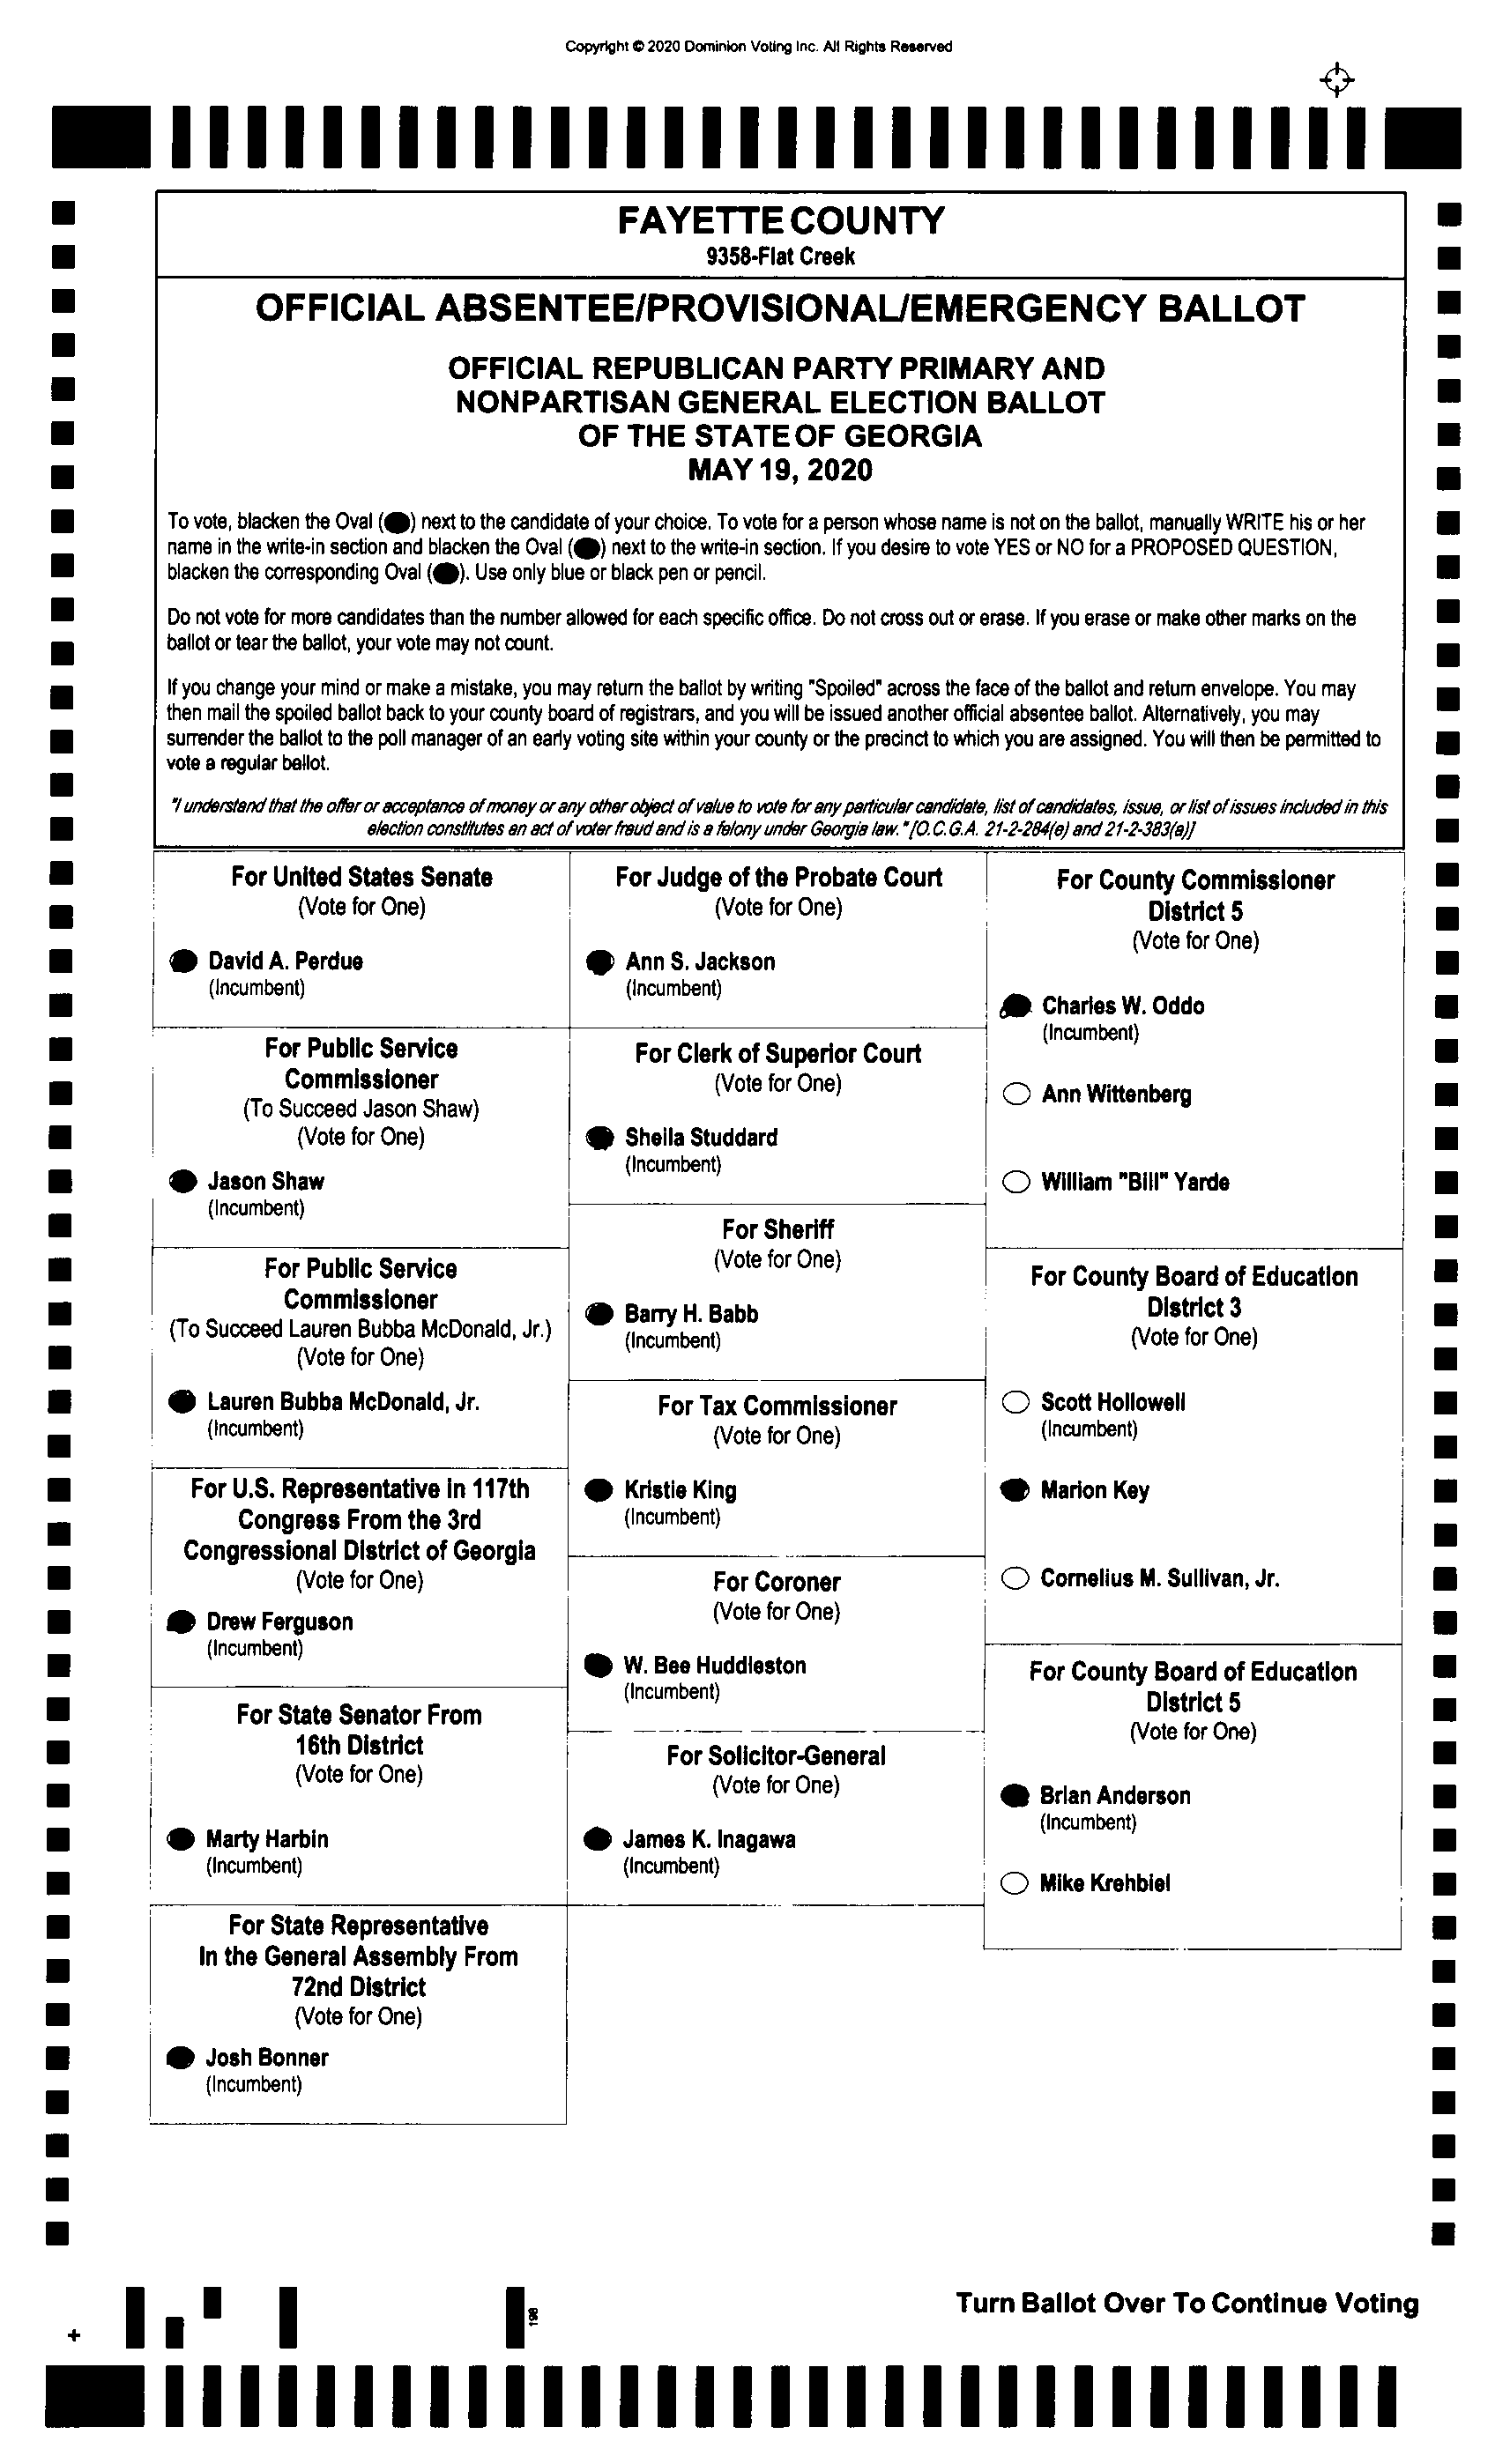 Copyright © 2020 Dominion Voting Inc. All Rights Reserved
FAYETTE COUNTY
9358-Flat Creek
OFFICIAL ABSENTEE/PROVISIONAL/EMERGENCY BALLOT
OFFICIAL REPUBLICAN PARTY PRIMARY AND
NONPARTISAN GENERAL ELECTION BALLOT
OF THE STATE OF GEORGIA
MAY 19, 2020
To vote, blacken the Oval (●) next to the candidate of your choice. To vote for a person whose name is not on the ballot, manually WRITE his or her
name in the write-in section and blacken the Oval (●) next to the write-in section. If you desire to vote YES or NO for a PROPOSED QUESTION,
blacken the corresponding Oval (●). Use only blue or black pen or pencil.
Do not vote for more candidates than the number allowed for each specific office. Do not cross out or erase. If you erase or make other marks on the
ballot or tear the ballot, your vote may not count.
If you change your mind or make a mistake, you may return the ballot by writing "Spoiled" across the face of the ballot and return envelope. You may
then mail the spoiled ballot back to your county board of registrars, and you will be issued another official absentee ballot. Alternatively, you may
surrender the ballot to the poll manager of an early voting site within your county or the precinct to which you are assigned. You will then be permitted to
vote a regular ballot.
"I understand that the offer or acceptance of money or any other object of value to vote for any particular candidate, list of candidates, issue, or list of issues included in this
election constitutes an act of voter fraud and is a felony under Georgia law." [O.C.G.A. 21-2-284(e) and 21-2-383(a)]
For United States Senate
(Vote for One)
David A. Perdue
(Incumbent)
For Public Service
Commissioner
(To Succeed Jason Shaw)
(Vote for One)
Jason Shaw
(Incumbent)
For Public Service
Commissioner
(To Succeed Lauren Bubba McDonald, Jr.)
(Vote for One)
Lauren Bubba McDonald, Jr.
(Incumbent)
For U.S. Representative in 117th
Congress From the 3rd
Congressional District of Georgia
(Vote for One)
Drew Ferguson
(Incumbent)
For State Senator From
16th District
(Vote for One)
Marty Harbin
(Incumbent)
For State Representative
In the General Assembly From
72nd District
(Vote for One)
Josh Bonner
(Incumbent)
For Judge of the Probate Court
(Vote for One)
Ann S. Jackson
(Incumbent)
For Clerk of Superior Court
(Vote for One)
Sheila Studdard
(Incumbent)
For Sheriff
(Vote for One)
Barry H. Babb
(Incumbent)
For Tax Commissioner
(Vote for One)
Kristie King
(Incumbent)
For Coroner
(Vote for One)
W. Bee Huddleston
(Incumbent)
For Solicitor-General
(Vote for One)
James K. Inagawa
(Incumbent)
For County Commissioner
District 5
(Vote for One)
Charles W. Oddo
(Incumbent)
Ann Wittenberg
William "Bill" Yarde
For County Board of Education
District 3
(Vote for One)
Scott Hollowell
(Incumbent)
Marion Key
Cornelius M. Sullivan, Jr.
For County Board of Education
District 5
(Vote for One)
Brian Anderson
(Incumbent)
Mike Krehbiel
198
Turn Ballot Over To Continue Voting